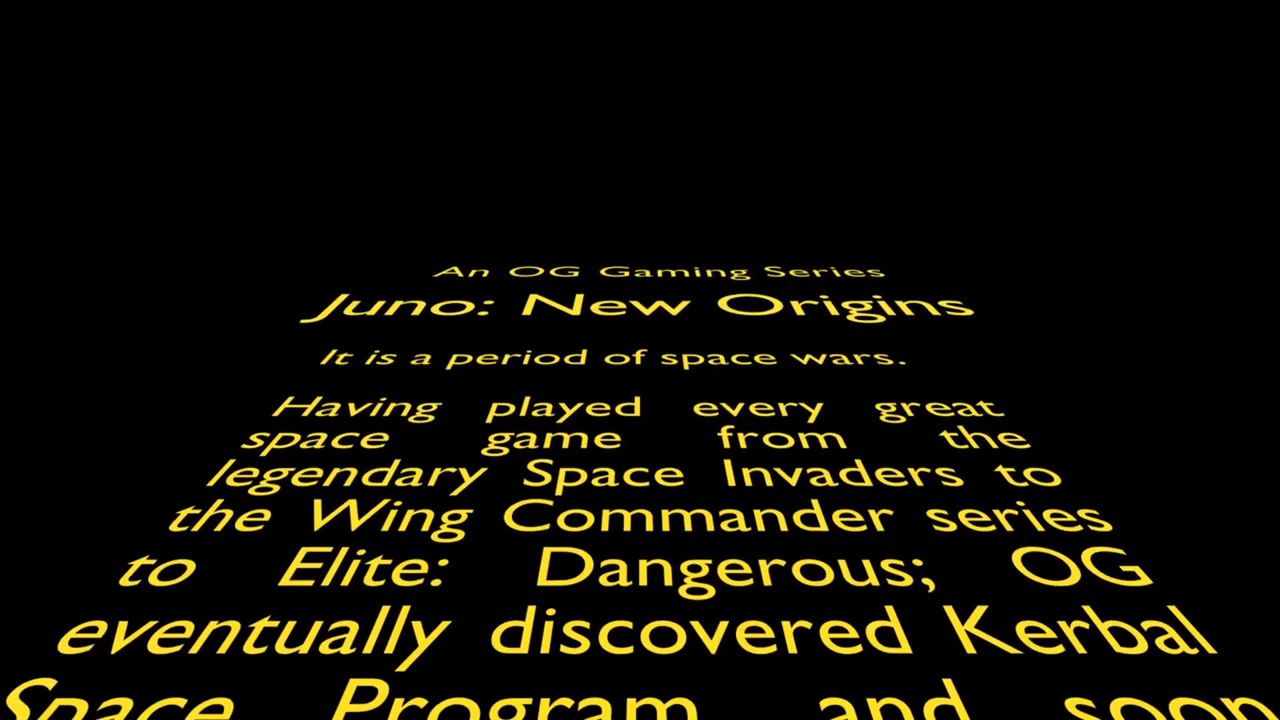 An OG Gaming Series
Juno: New Origins
It is a period of space wars.
Having played every great
space game from the
legendary Space Invaders to
the Wing Commander series
to Elite: Dangerous; OG
eventually discovered Kerbal
Space Program and soon